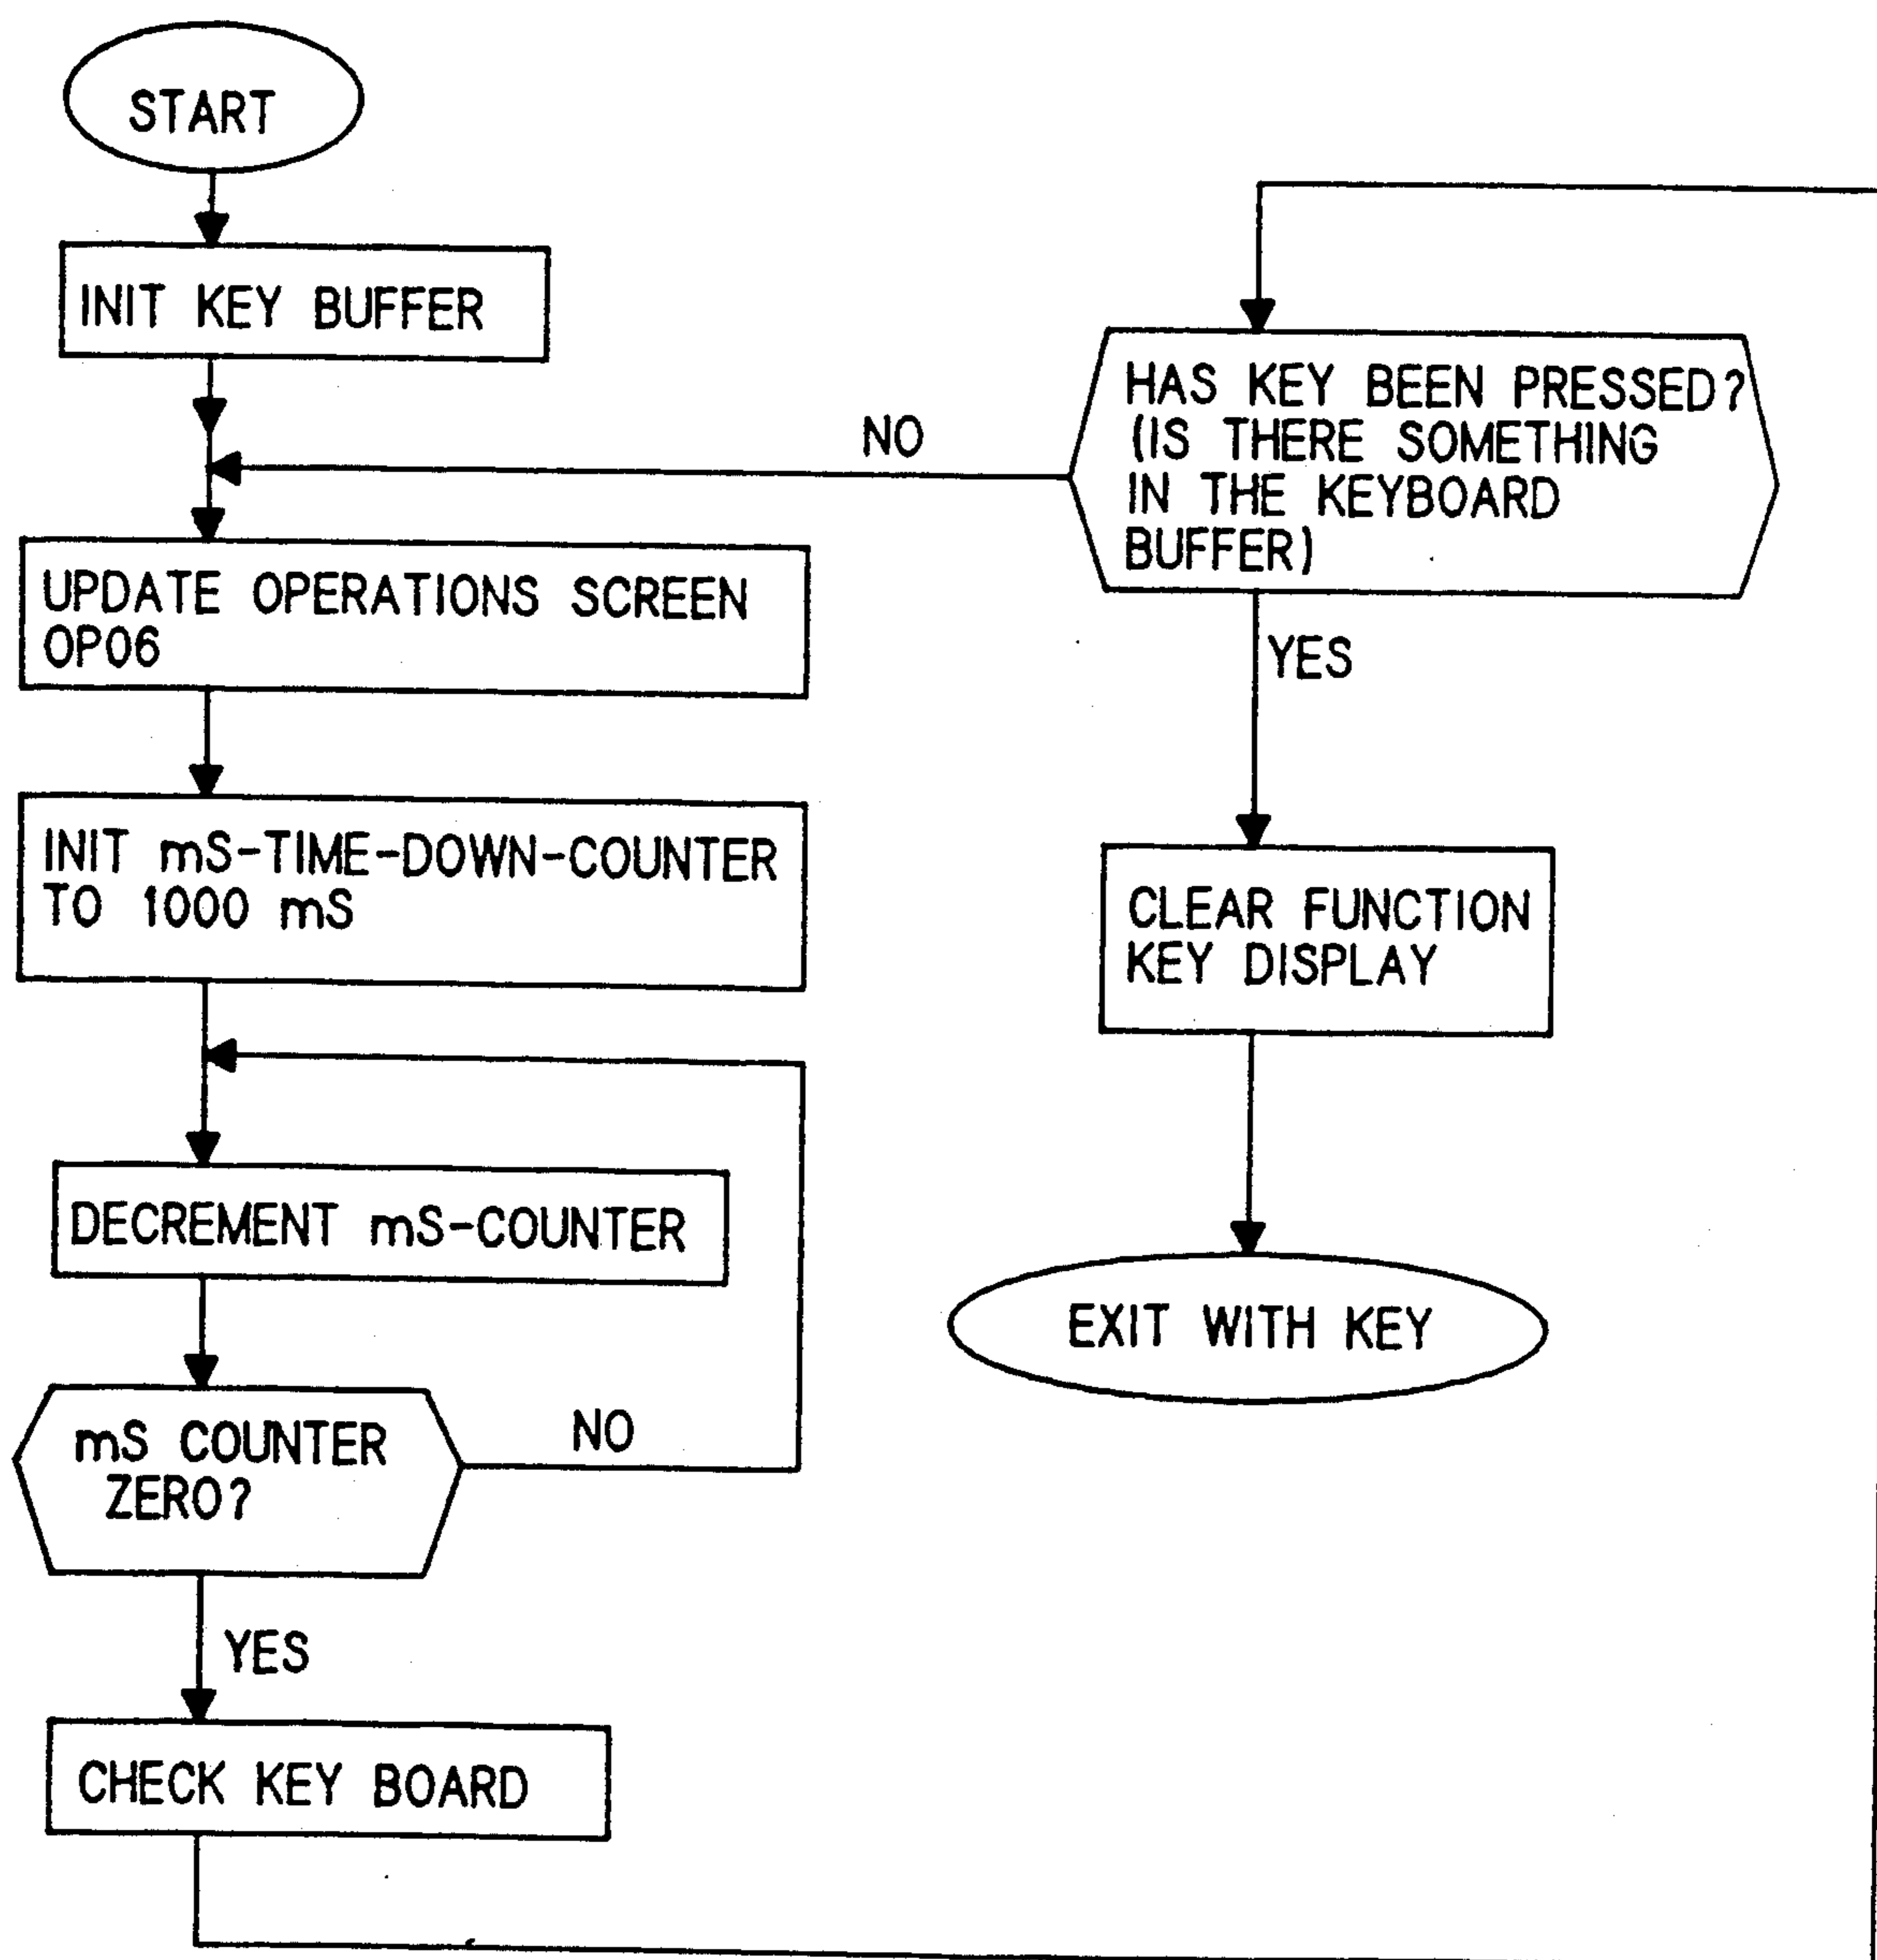 START
INIT KEY BUFFER
UPDATE OPERATIONS SCREEN
OP06
INIT mS-TIME-DOWN-COUNTER
TO 1000 mS
DECREMENT mS-COUNTER
mS COUNTER
ZERO?
NO
YES
CHECK KEY BOARD
HAS KEY BEEN PRESSED?
(IS THERE SOMETHING
IN THE KEYBOARD
BUFFER)
NO
YES
CLEAR FUNCTION
KEY DISPLAY
EXIT WITH KEY